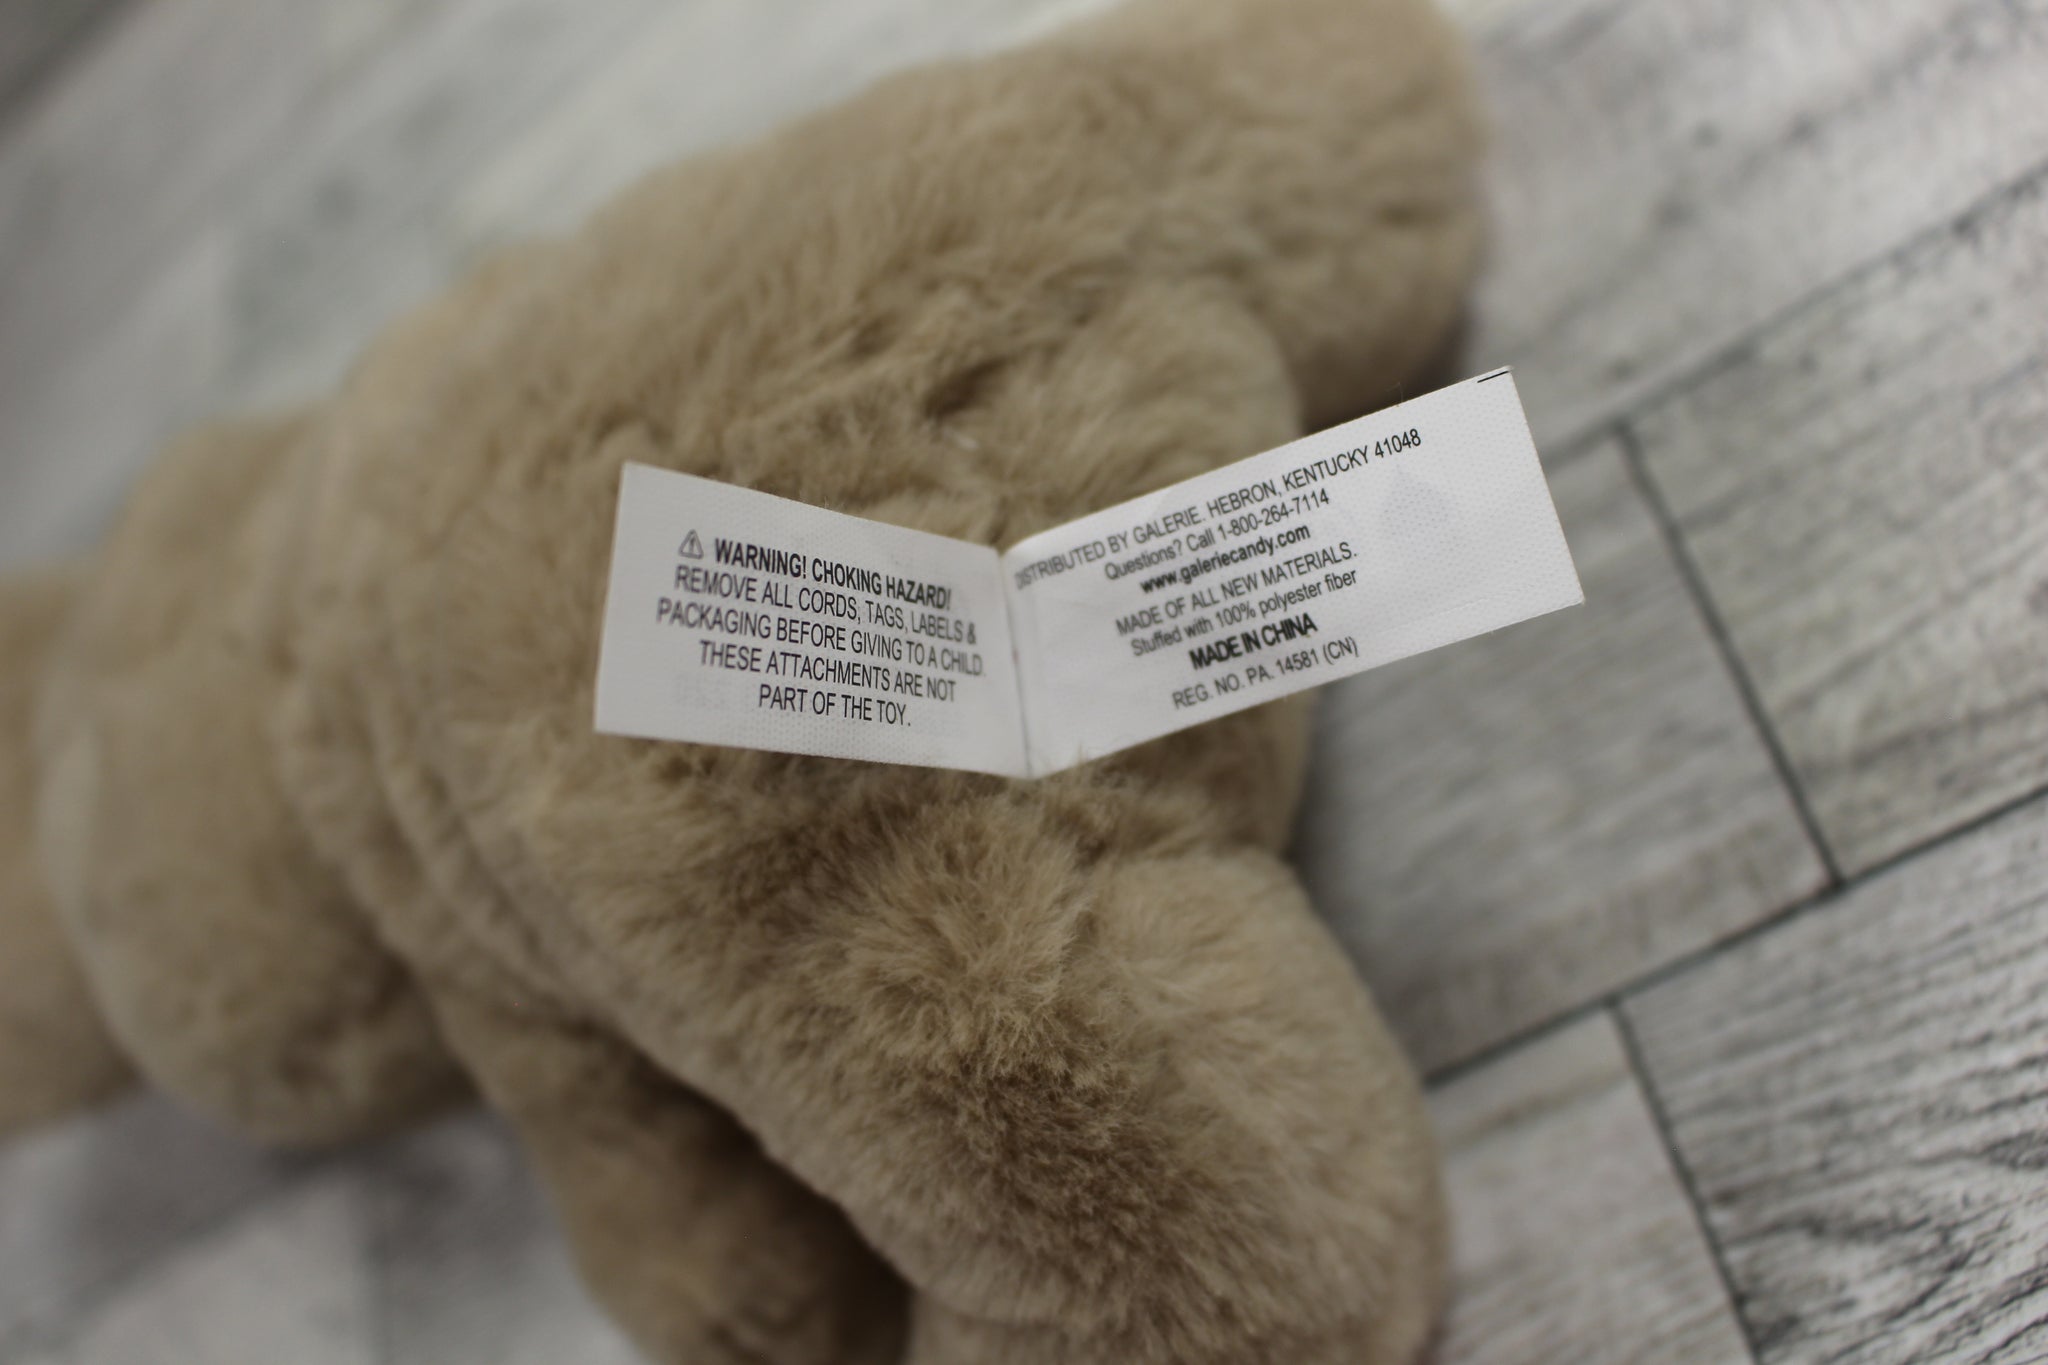 WARNING! CHOKING HAZARD!
REMOVE ALL CORDS, TAGS, LABELS &
PACKAGING BEFORE GIVING TO A CHILD.
THESE ATTACHMENTS ARE NOT
PART OF THE TOY.
DISTRIBUTED BY GALERIE. HEBRON, KENTUCKY 41048
Questions? Call 1-800-264-7114
www.galeriecandy.com
MADE OF ALL NEW MATERIALS.
Stuffed with 100% polyester fiber
MADE IN CHINA
REG. NO. PA. 14581 (CN)